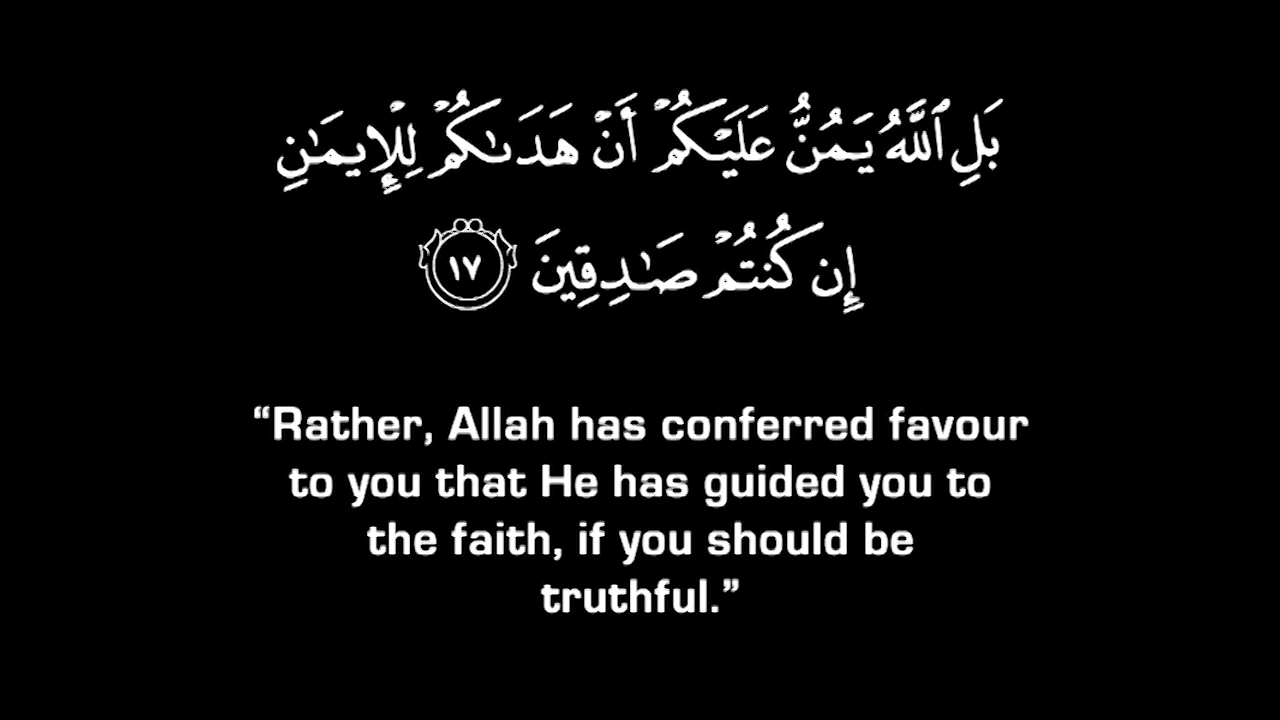 بَلِ ٱللَّهُ يَمُنُّ عَلَيْكُمْ أَنْ هَدَىٰكُمْ لِلْإِيمَـٰنِ
إِن كُنتُمْ صَـٰدِقِينَ ١٧
“Rather, Allah has conferred favour
to you that He has guided you to
the faith, if you should be
truthful.”